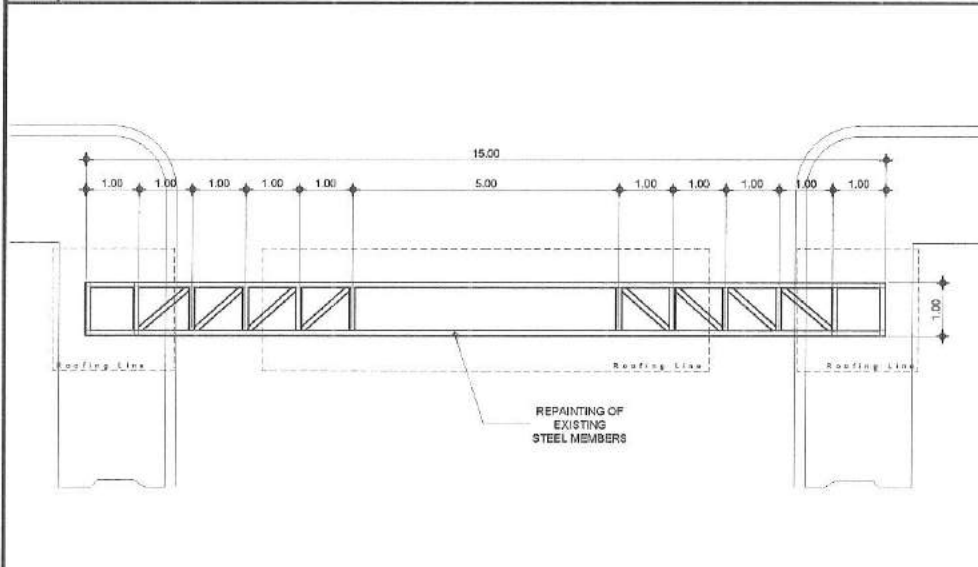 15.00
1.00 1.00 1.00 1.00 1.00 5.00 1.00 1.00 1.00 1.00 1.00
1.00
Roofing Line Roofing Line Roofing Line
REPAINTING OF
EXISTING
STEEL MEMBERS